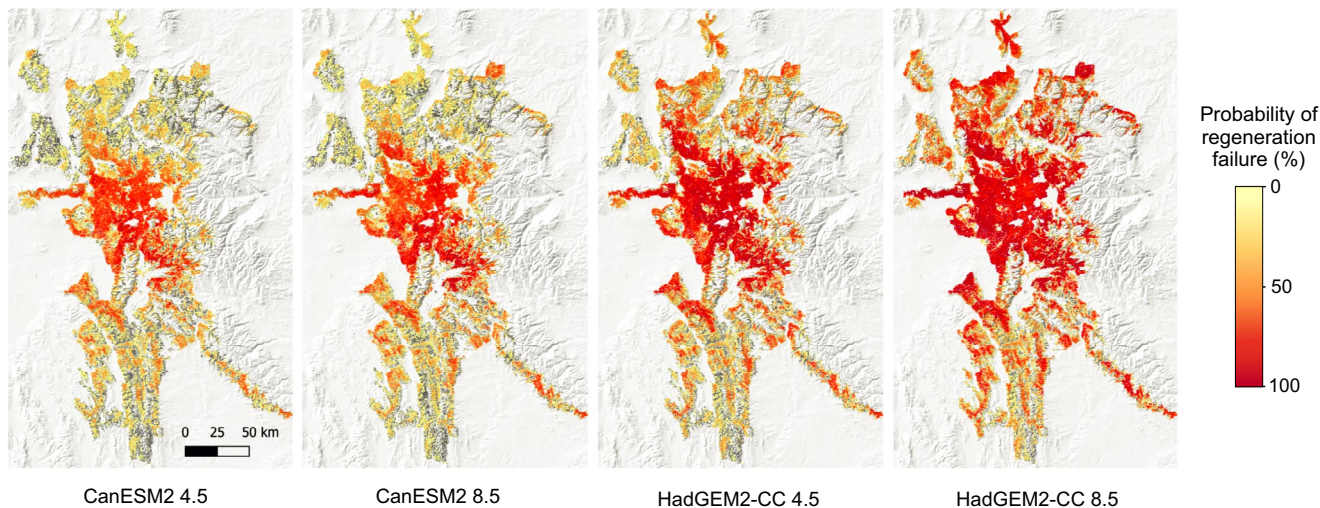 Probability of
regeneration
failure (%)
0
50
100
0 25 50 km
CanESM2 4.5
CanESM2 8.5
HadGEM2-CC 4.5
HadGEM2-CC 8.5